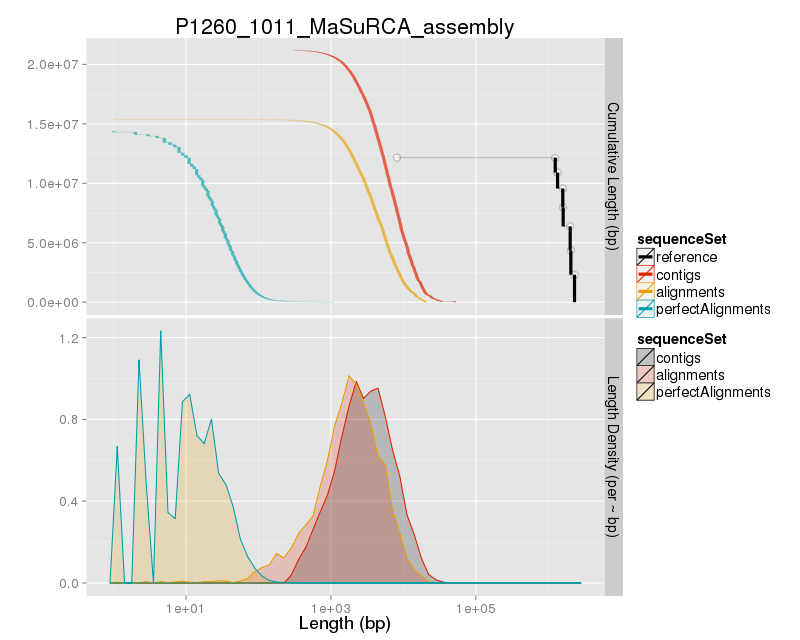 P1260_1011_MaSuRCA_assembly
2.0e+07
1.5e+07
1.0e+07
5.0e+06
0.0e+00
Cumulative Length (bp)
1.2
0.8
0.4
0.0
Length Density (per ~ bp)
1e+01
1e+03
1e+05
Length (bp)
sequenceSet
reference
contigs
alignments
perfectAlignments
sequenceSet
contigs
alignments
perfectAlignments